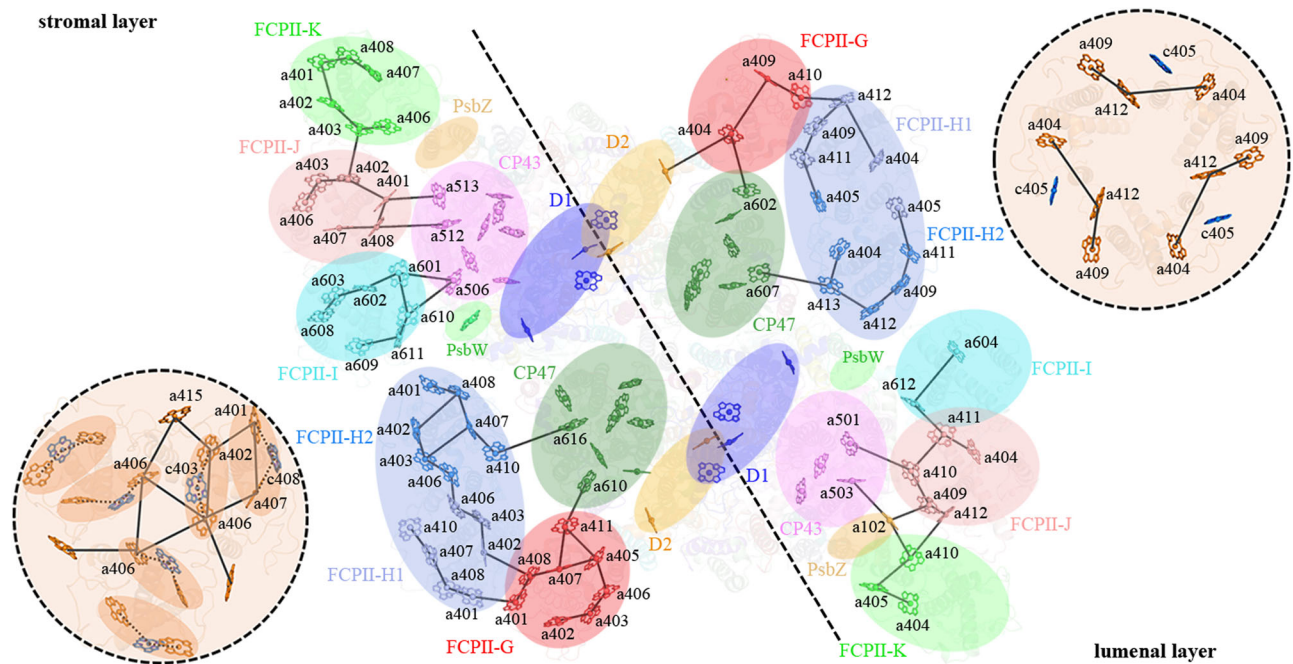 stromal layer
FCPII-K
a408
a401
a407
a402
a403
a406
PsbZ
FCPII-J
a403
a402
a401
a406
a407
a408
CP43
a513
a512
a506
D1
D2
a601
a603
a602
a610
a608
a609
a611
FCPII-I
PsbW
FCPII-G
a409
a410
a412
a404
a409
FCPII-H1
a411
a404
a405
a602
a405
FCPII-H2
a404
a411
a607
a413
a409
a412
CP47
a409
c405
a412
a404
a404
a409
a412
c405
a412
c405
a409
a404
PsbW
a604
FCPII-I
a612
a411
a501
a410
a404
a503
a409
a412
FCPII-J
CP43
a102
PsbZ
a410
a405
a404
FCPII-K
CP47
a408
a401
a407
FCPII-H2
a402
a403
a406
a410
a616
a610
D1
D2
a406
a403
a410
a402
a407
a408
FCPII-H1
a401
a411
a408
a405
a407
a406
a401
a402
a403
FCPII-G
a415
a401
a406
c403
a402
c408
a407
a406
a406
lumenal layer